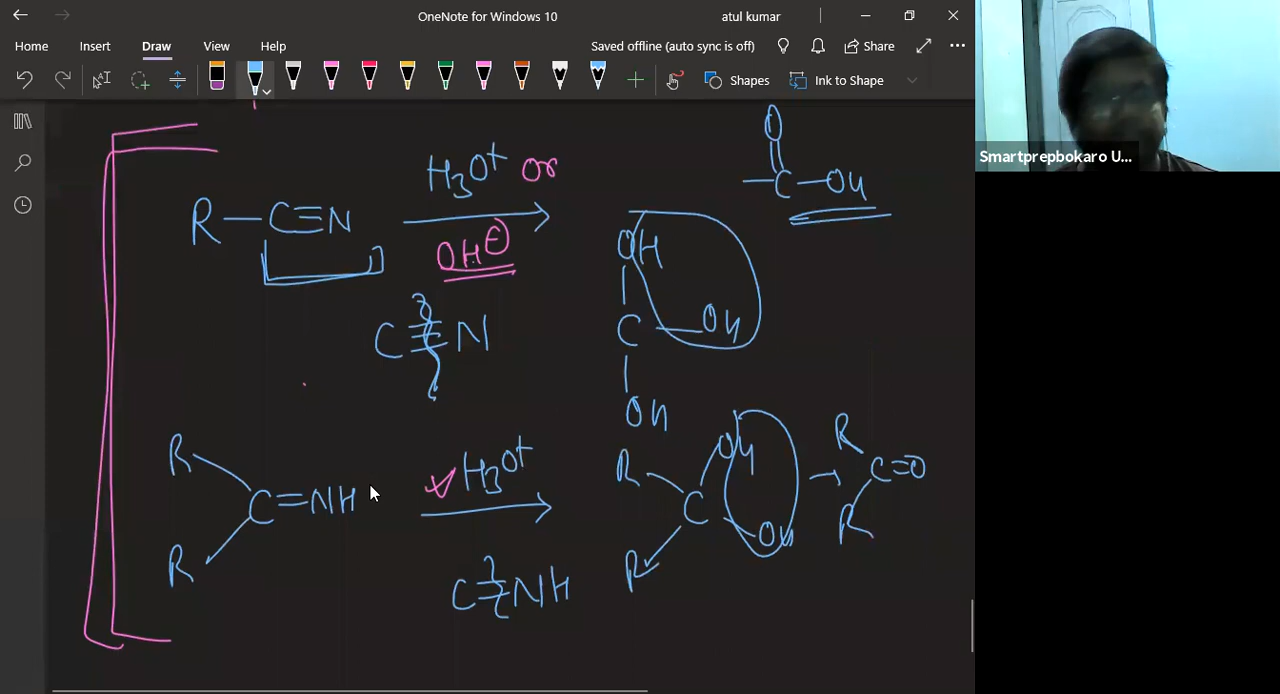 OneNote for Windows 10
atul kumar
Home Insert Draw View Help
Saved offline (auto sync is off)
Share
Shapes
Ink to Shape
Smartprepbokaro U...
H3O+ or
R—C≡N
OH⊖
O
—C—OH
OH
C≡N
C—OH
OH
R
C=NH
R
H3O+
C=NH
R
C
OH
OH
R
→
R
C=O
R